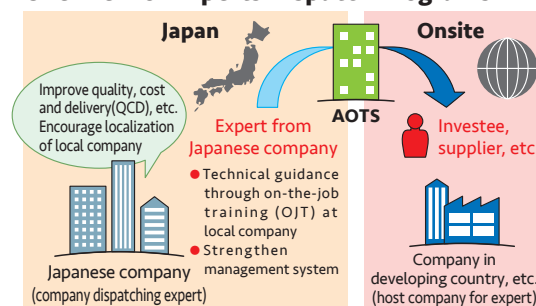 Japan
Onsite
Improve quality, cost
and delivery(QCD), etc.
Encourage localization
of local company
AOTS
Expert from
Japanese company
● Technical guidance
through on-the-job
training (OJT) at
local company
● Strengthen
management system
Investee,
supplier, etc
Japanese company
(company dispatching expert)
Company in
developing country, etc.
(host company for expert)